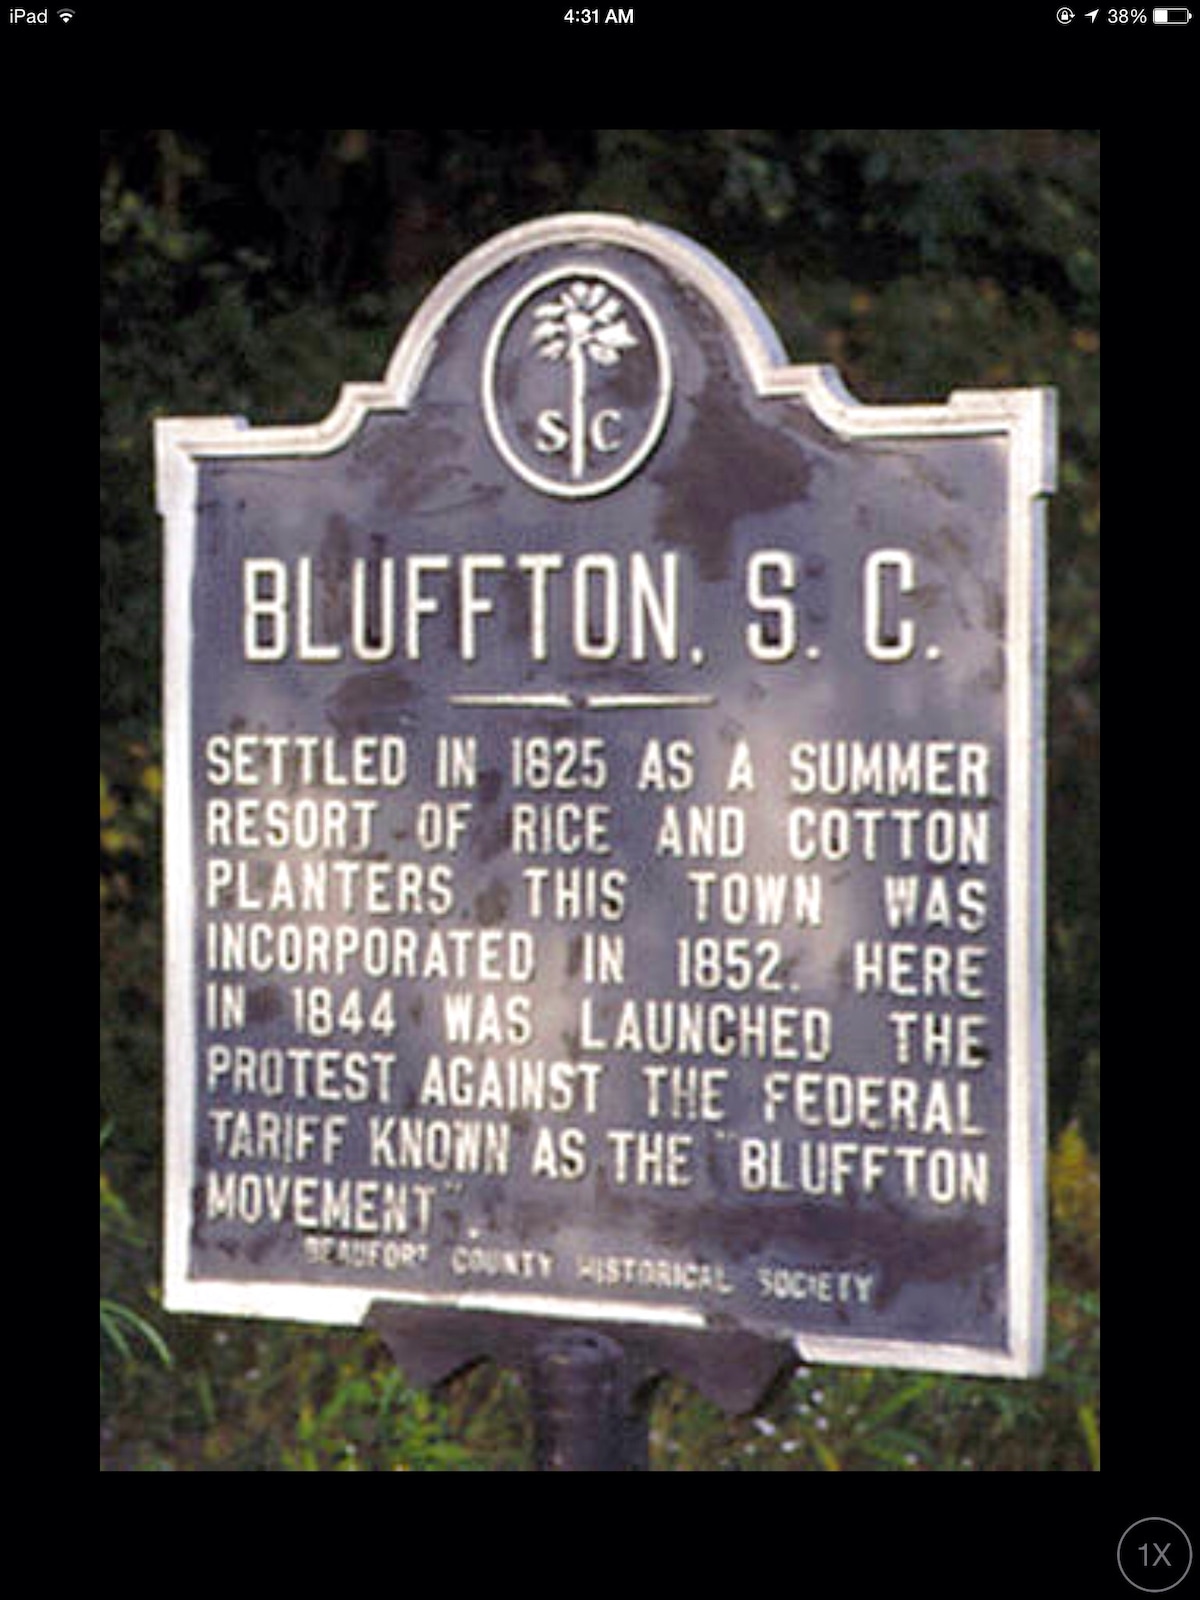 iPad 4:31 AM 38%
S C
BLUFFTON, S. C.
SETTLED IN 1825 AS A SUMMER
RESORT OF RICE AND COTTON
PLANTERS THIS TOWN WAS
INCORPORATED IN 1852. HERE
IN 1844 WAS LAUNCHED THE
PROTEST AGAINST THE FEDERAL
TARIFF KNOWN AS THE "BLUFFTON
MOVEMENT".
BEAUFORT COUNTY HISTORICAL SOCIETY
1X